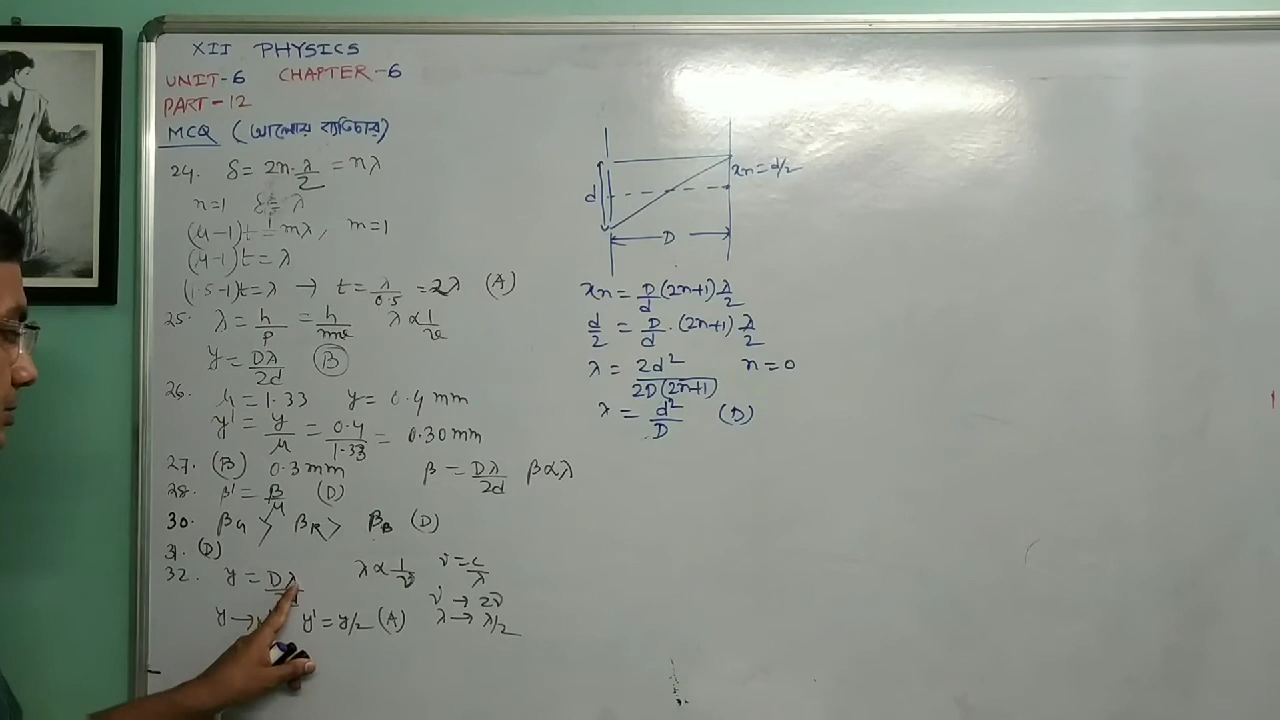 XII PHYSICS
UNIT-6 CHAPTER-6
PART-12
MCQ (আলোর ব্যতিচার)
24. δ = 2n·λ/2 = nλ
n=1 δ = λ
(μ-1)t = mλ, m=1
(μ-1)t = λ
(1.5-1)t=λ → t = λ/0.5 = 2λ (A)
25. λ = h/p = h/mv λ ∝ 1/v
y = Dλ/2d (B)
26. μ = 1.33 y = 0.4 mm
y' = y/μ = 0.4/1.33 = 0.30 mm
27. (B) 0.3 mm β = Dλ/2d β∝λ
28. β' = β/μ (D)
30. βG > βR > βB (D)
31. (D)
32. y = Dλ λ ∝ 1/ν ν = c/λ
ν → 2ν
y → y' = y/2 (A) λ → λ/2
xn = d/2
d
D
xn = D/d (2n+1) λ/2
d/2 = D/d · (2n+1) λ/2
λ = 2d²/2D(2n+1) n = 0
λ = d²/D (D)